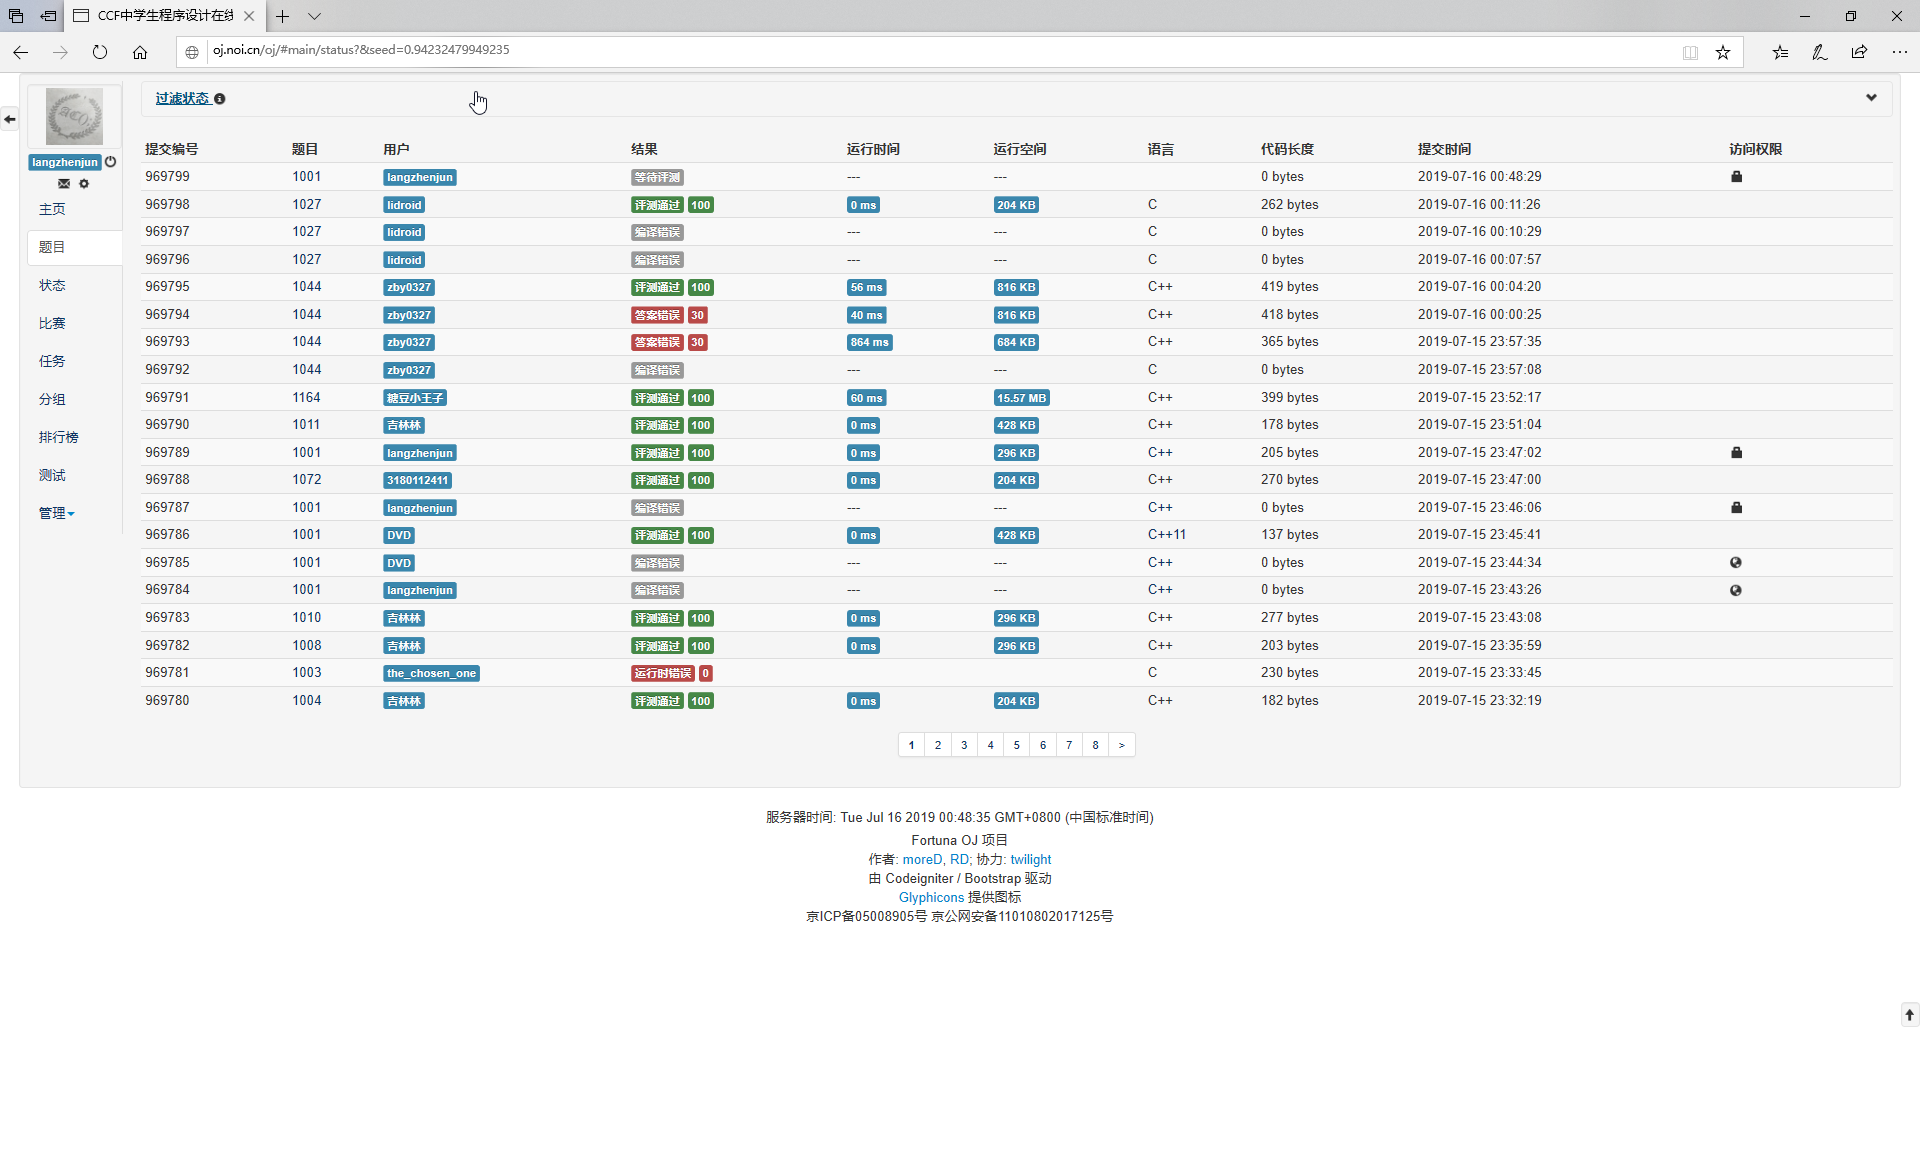 CCF中学生程序设计在线
oj.noi.cn/oj/#main/status?&seed=0.94232479949235
过滤状态
langzhenjun
主页
题目
状态
比赛
任务
分组
排行榜
测试
管理
提交编号 题目 用户 结果 运行时间 运行空间 语言 代码长度 提交时间 访问权限
969799 1001 langzhenjun 等待评测 --- --- 0 bytes 2019-07-16 00:48:29
969798 1027 lidroid 评测通过 100 0 ms 204 KB C 262 bytes 2019-07-16 00:11:26
969797 1027 lidroid 编译错误 --- --- C 0 bytes 2019-07-16 00:10:29
969796 1027 lidroid 编译错误 --- --- C 0 bytes 2019-07-16 00:07:57
969795 1044 zby0327 评测通过 100 56 ms 816 KB C++ 419 bytes 2019-07-16 00:04:20
969794 1044 zby0327 答案错误 30 40 ms 816 KB C++ 418 bytes 2019-07-16 00:00:25
969793 1044 zby0327 答案错误 30 864 ms 684 KB C++ 365 bytes 2019-07-15 23:57:35
969792 1044 zby0327 编译错误 --- --- C 0 bytes 2019-07-15 23:57:08
969791 1164 糖豆小王子 评测通过 100 60 ms 15.57 MB C++ 399 bytes 2019-07-15 23:52:17
969790 1011 吉林林 评测通过 100 0 ms 428 KB C++ 178 bytes 2019-07-15 23:51:04
969789 1001 langzhenjun 评测通过 100 0 ms 296 KB C++ 205 bytes 2019-07-15 23:47:02
969788 1072 3180112411 评测通过 100 0 ms 204 KB C++ 270 bytes 2019-07-15 23:47:00
969787 1001 langzhenjun 编译错误 --- --- C++ 0 bytes 2019-07-15 23:46:06
969786 1001 DVD 评测通过 100 0 ms 428 KB C++11 137 bytes 2019-07-15 23:45:41
969785 1001 DVD 编译错误 --- --- C++ 0 bytes 2019-07-15 23:44:34
969784 1001 langzhenjun 编译错误 --- --- C++ 0 bytes 2019-07-15 23:43:26
969783 1010 吉林林 评测通过 100 0 ms 296 KB C++ 277 bytes 2019-07-15 23:43:08
969782 1008 吉林林 评测通过 100 0 ms 296 KB C++ 203 bytes 2019-07-15 23:35:59
969781 1003 the_chosen_one 运行时错误 0 C 230 bytes 2019-07-15 23:33:45
969780 1004 吉林林 评测通过 100 0 ms 204 KB C++ 182 bytes 2019-07-15 23:32:19
1 2 3 4 5 6 7 8 >
服务器时间: Tue Jul 16 2019 00:48:35 GMT+0800 (中国标准时间)
Fortuna OJ 项目
作者: moreD, RD; 协力: twilight
由 Codeigniter / Bootstrap 驱动
Glyphicons 提供图标
京ICP备05008905号 京公网安备11010802017125号